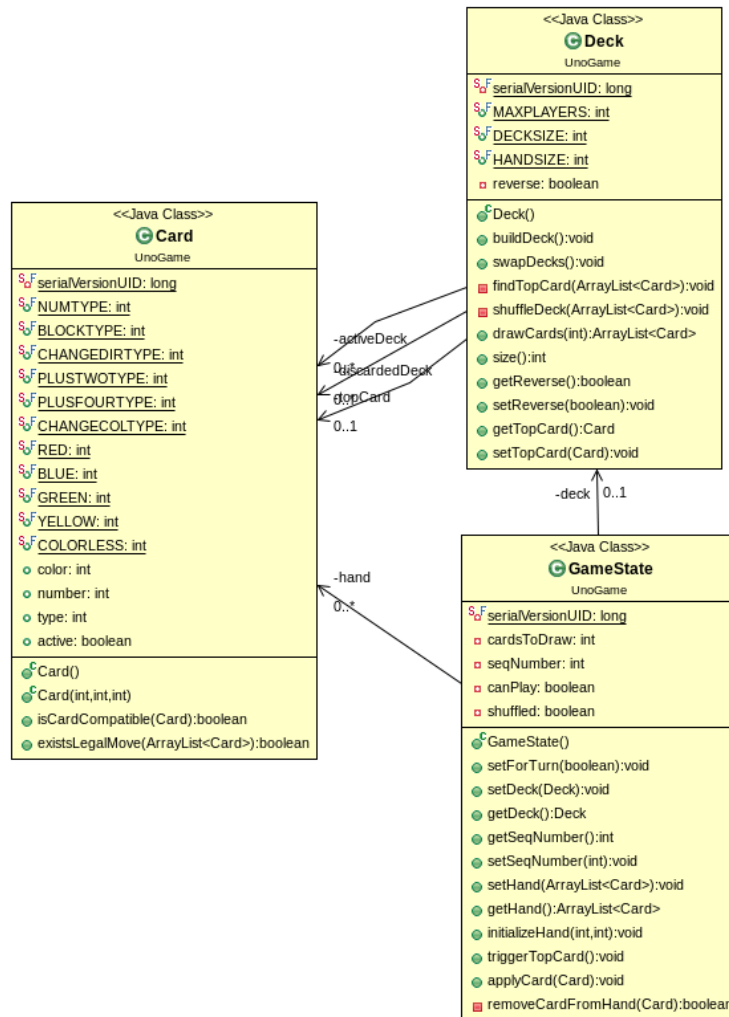 <<Java Class>>
Deck
UnoGame
serialVersionUID: long
MAXPLAYERS: int
DECKSIZE: int
HANDSIZE: int
reverse: boolean
Deck()
buildDeck():void
swapDecks():void
findTopCard(ArrayList<Card>):void
shuffleDeck(ArrayList<Card>):void
drawCards(int):ArrayList<Card>
size():int
getReverse():boolean
setReverse(boolean):void
getTopCard():Card
setTopCard(Card):void
<<Java Class>>
Card
UnoGame
serialVersionUID: long
NUMTYPE: int
BLOCKTYPE: int
CHANGEDIRTYPE: int
PLUSTWOTYPE: int
PLUSFOURTYPE: int
CHANGECOLTYPE: int
RED: int
BLUE: int
GREEN: int
YELLOW: int
COLORLESS: int
color: int
number: int
type: int
active: boolean
Card()
Card(int,int,int)
isCardCompatible(Card):boolean
existsLegalMove(ArrayList<Card>):boolean
-activeDeck
0..*
-discardedDeck
-topCard
0..1
-deck
0..1
-hand
0..*
<<Java Class>>
GameState
UnoGame
serialVersionUID: long
cardsToDraw: int
seqNumber: int
canPlay: boolean
shuffled: boolean
GameState()
setForTurn(boolean):void
setDeck(Deck):void
getDeck():Deck
getSeqNumber():int
setSeqNumber(int):void
setHand(ArrayList<Card>):void
getHand():ArrayList<Card>
initializeHand(int,int):void
triggerTopCard():void
applyCard(Card):void
removeCardFromHand(Card):boolean